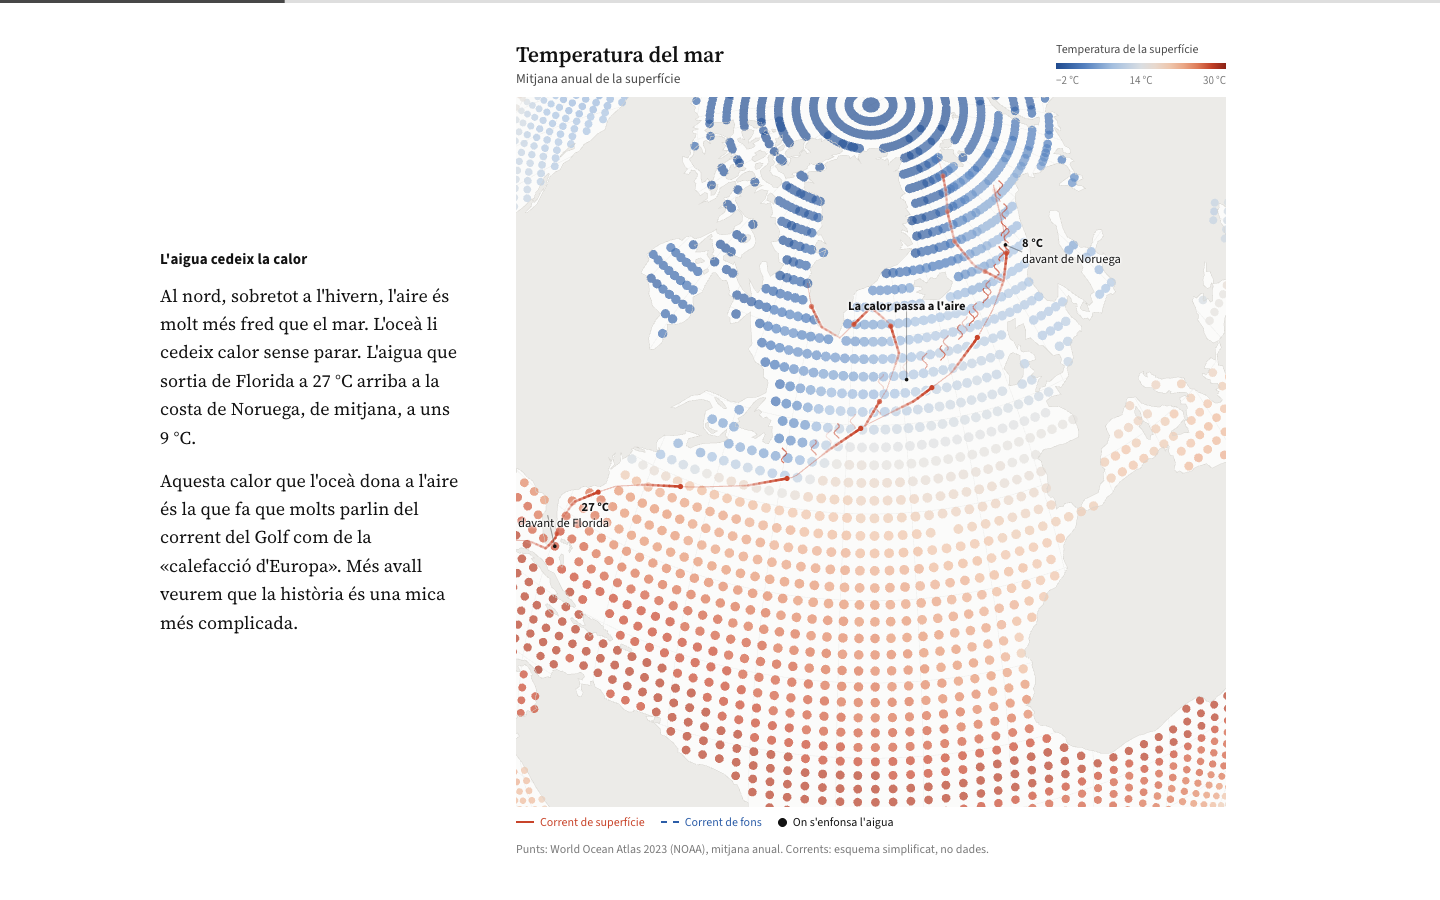 Temperatura del mar
Mitjana anual de la superfície
Temperatura de la superfície
−2 °C 14 °C 30 °C
L'aigua cedeix la calor
Al nord, sobretot a l'hivern, l'aire és
molt més fred que el mar. L'oceà li
cedeix calor sense parar. L'aigua que
sortia de Florida a 27 °C arriba a la
costa de Noruega, de mitjana, a uns
9 °C.
Aquesta calor que l'oceà dona a l'aire
és la que fa que molts parlin del
corrent del Golf com de la
«calefacció d'Europa». Més avall
veurem que la història és una mica
més complicada.
8 °C
davant de Noruega
La calor passa a l'aire
27 °C
davant de Florida
Corrent de superfície Corrent de fons On s'enfonsa l'aigua
Punts: World Ocean Atlas 2023 (NOAA), mitjana anual. Corrents: esquema simplificat, no dades.